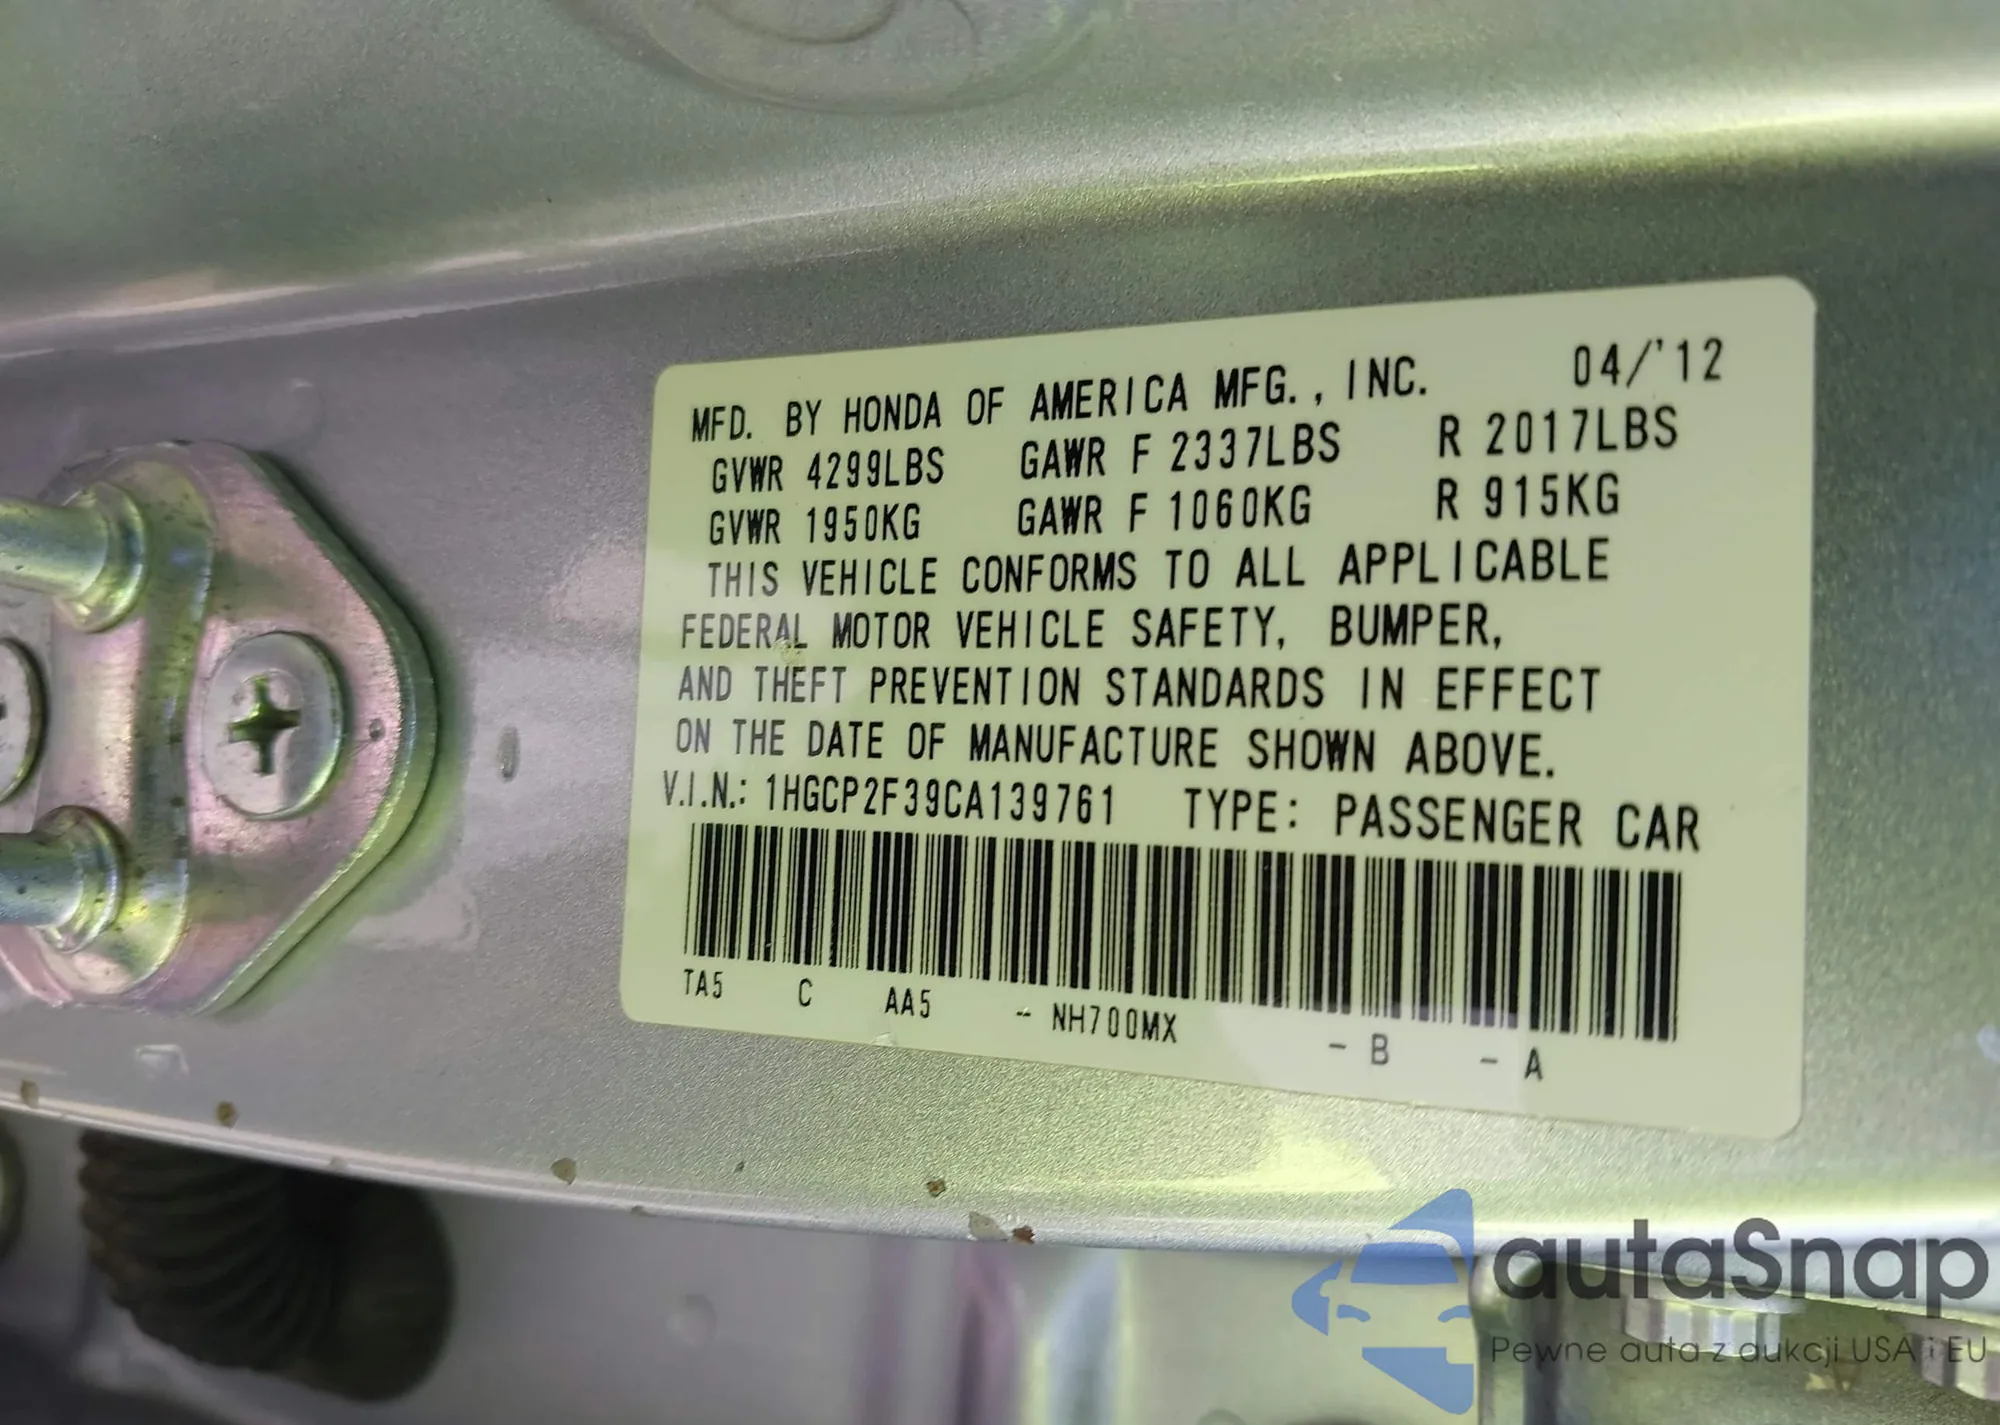 MFD. BY HONDA OF AMERICA MFG., INC. 04/'12
GVWR 4299LBS GAWR F 2337LBS R 2017LBS
GVWR 1950KG GAWR F 1060KG R 915KG
THIS VEHICLE CONFORMS TO ALL APPLICABLE
FEDERAL MOTOR VEHICLE SAFETY, BUMPER,
AND THEFT PREVENTION STANDARDS IN EFFECT
ON THE DATE OF MANUFACTURE SHOWN ABOVE.
V.I.N.: 1HGCP2F39CA139761 TYPE: PASSENGER CAR
TA5 C AA5 - NH700MX - B - A
autaSnap
Pewne auta z aukcji USA i EU